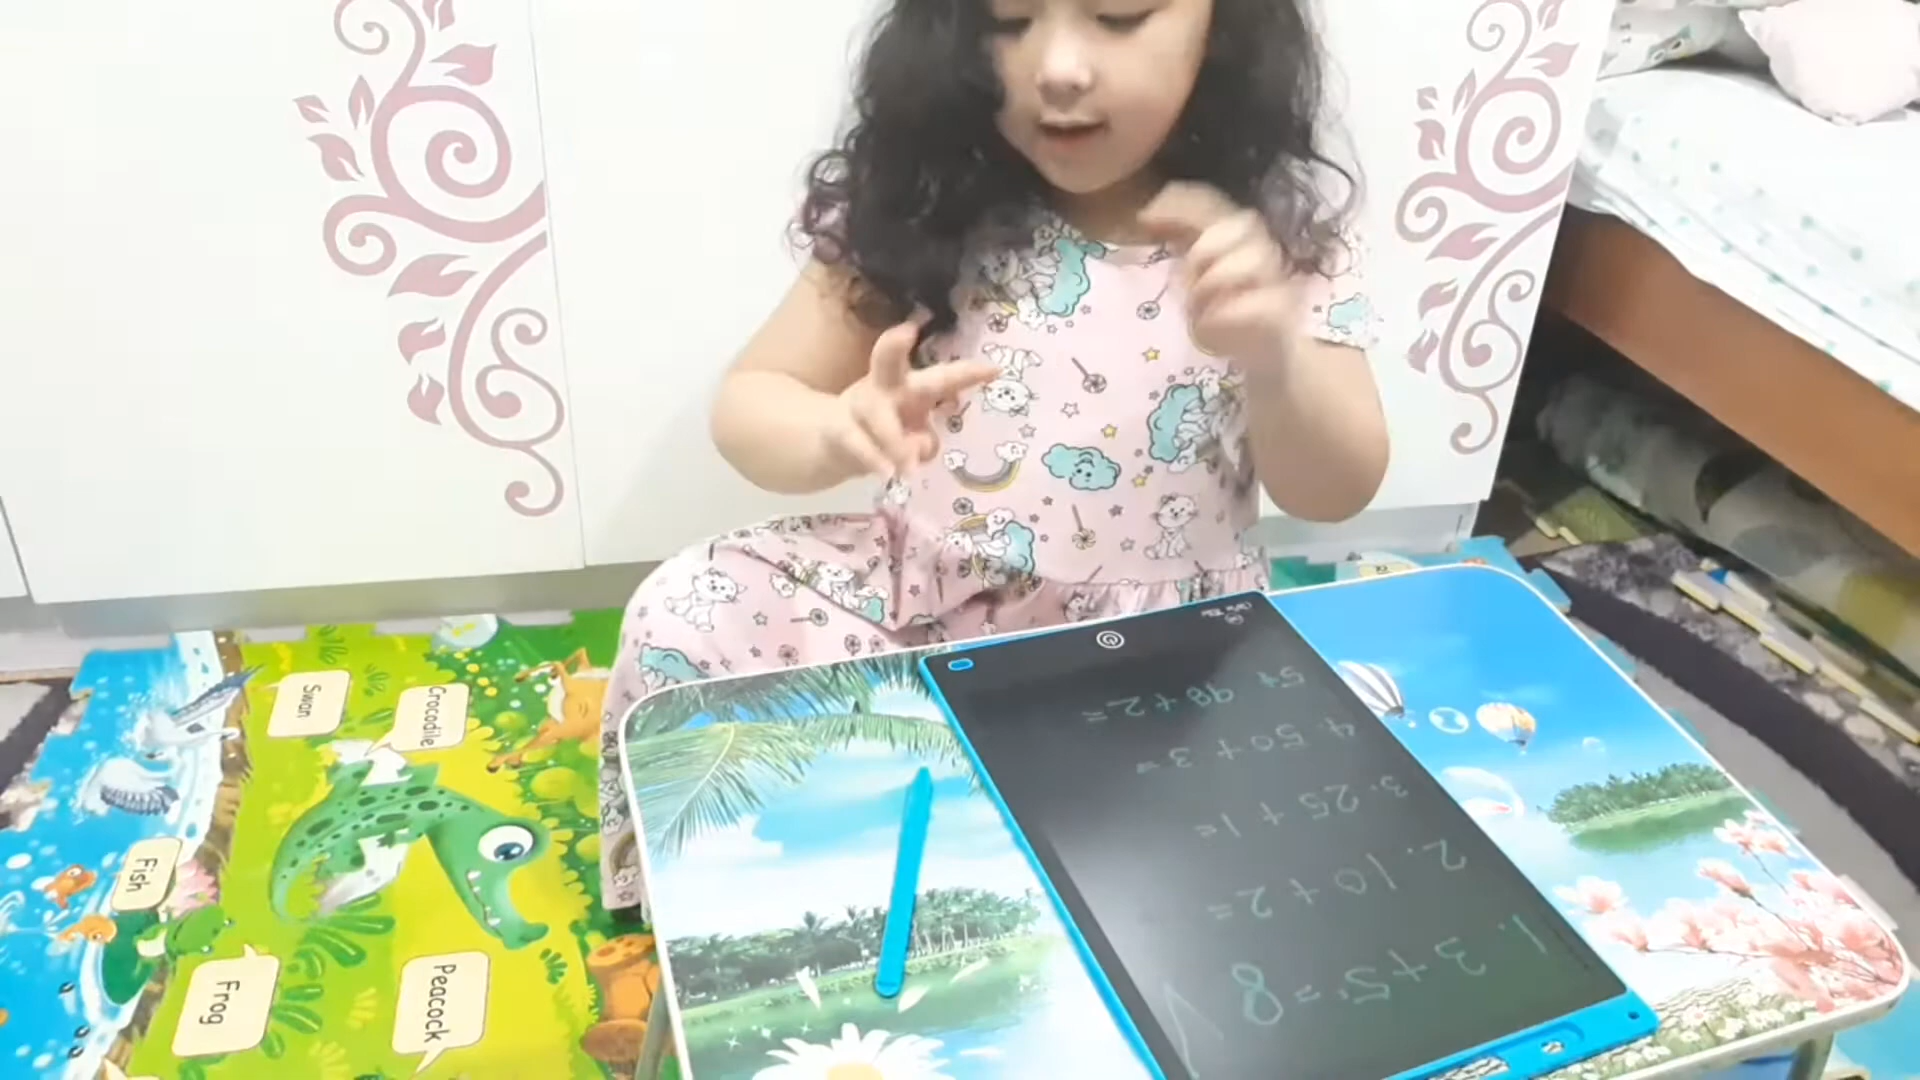 1. 3+5=8 √
2. 10+2=
3. 25+1=
4. 50+3=
5+ 98+2=
Swan
Crocodile
Fish
Frog
Peacock